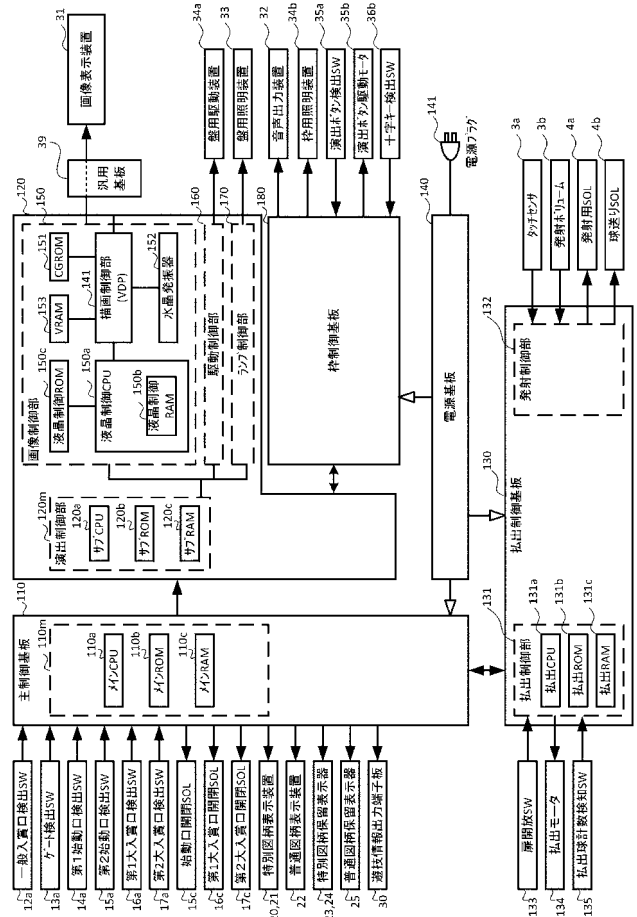 12a 一般入賞口検出SW
13a ゲート検出SW
14a 第1始動口検出SW
15a 第2始動口検出SW
16a 第1大入賞口検出SW
17a 第2大入賞口検出SW
15c 始動口開閉SOL
16c 第1大入賞口開閉SOL
17c 第2大入賞口開閉SOL
20,21 特別図柄表示装置
22 普通図柄表示装置
23,24 特別図柄保留表示器
25 普通図柄保留表示器
30 遊技情報出力端子板
110
主制御基板
110m
110a メインCPU
110b メインROM
110c メインRAM
120
120m
演出制御部
120a サブCPU
120b サブROM
120c サブRAM
150
画像制御部
150c 液晶制御ROM
150a 液晶制御CPU
150b 液晶制御RAM
153 VRAM
151 CGROM
141 描画制御部(VDP)
152 水晶発振器
160 駆動制御部
170 ランプ制御部
180
枠制御基板
39 汎用基板
31 画像表示装置
34a 盤用駆動装置
33 盤用照明装置
32 音声出力装置
34b 枠用照明装置
35a 演出ボタン検出SW
35b 演出ボタン駆動モータ
36b 十字キー検出SW
140
電源基板
141 電源プラグ
130
払出制御基板
131
払出制御部
131a 払出CPU
131b 払出ROM
131c 払出RAM
133 扉開放SW
134 払出モータ
135 払出球計数検知SW
132
発射制御部
3a タッチセンサ
3b 発射ボリューム
4a 発射用SOL
4b 球送りSOL